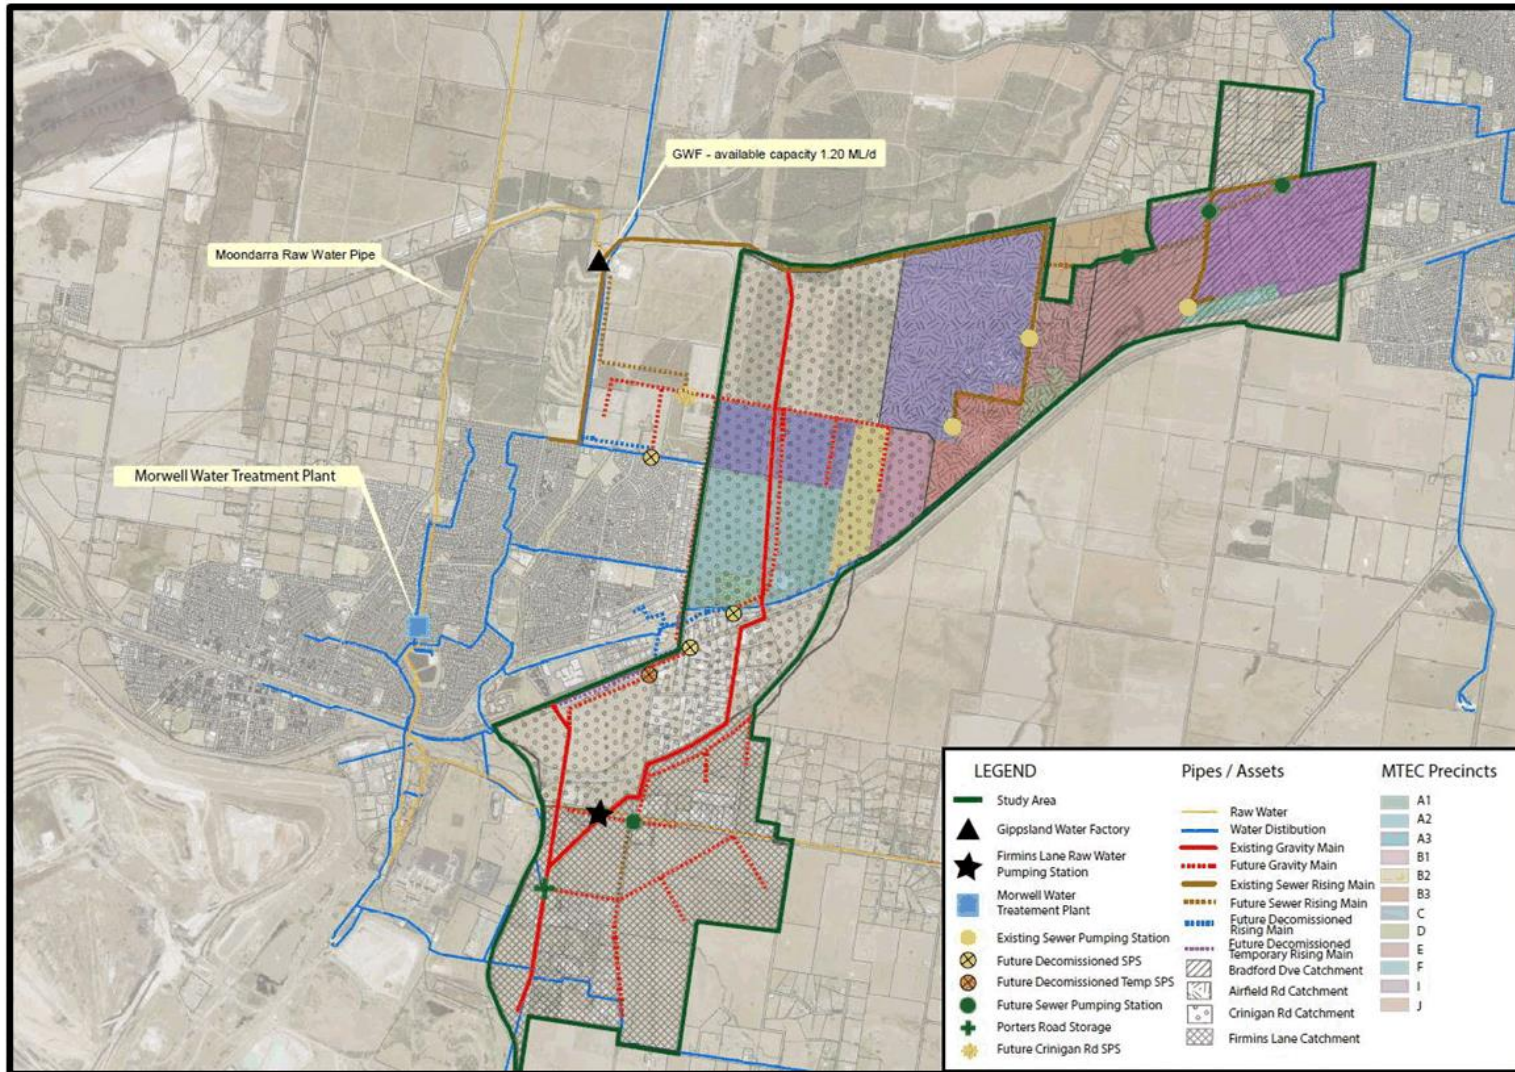 GWF - available capacity 1.20 ML/d
Moondarra Raw Water Pipe
Morwell Water Treatment Plant
LEGEND
Study Area
Gippsland Water Factory
Firmins Lane Raw Water
Pumping Station
Morwell Water
Treatement Plant
Existing Sewer Pumping Station
Future Decomissioned SPS
Future Decomissioned Temp SPS
Future Sewer Pumping Station
Porters Road Storage
Future Crinigan Rd SPS
Pipes / Assets
Raw Water
Water Distibution
Existing Gravity Main
Future Gravity Main
Existing Sewer Rising Main
Future Sewer Rising Main
Future Decomissioned
Rising Main
Future Decomissioned
Temporary Rising Main
Bradford Dve Catchment
Airfield Rd Catchment
Crinigan Rd Catchment
Firmins Lane Catchment
MTEC Precincts
A1
A2
A3
B1
B2
B3
C
D
E
F
I
J